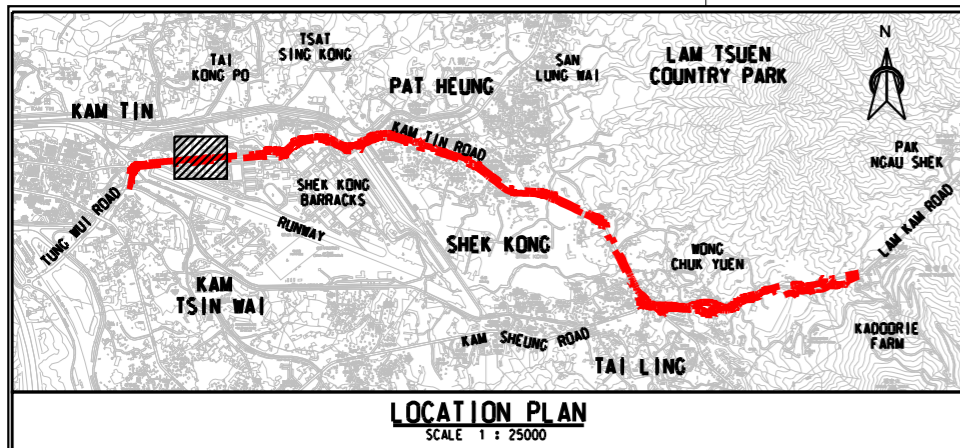 TSAT
SING KONG
TAI
KONG PO
SAN
LUNG WAI
LAM TSUEN
COUNTRY PARK
N
PAT HEUNG
KAM TIN
KAM TIN ROAD
PAK
NGAU SHEK
SHEK KONG
BARRACKS
TUNG WUI ROAD
RUNWAY
SHEK KONG
WONG
CHUK YUEN
LAM KAM ROAD
KAM
TSIN WAI
KAM SHEUNG ROAD
KADOORIE
FARM
TAI LING
LOCATION PLAN
SCALE 1 : 25000